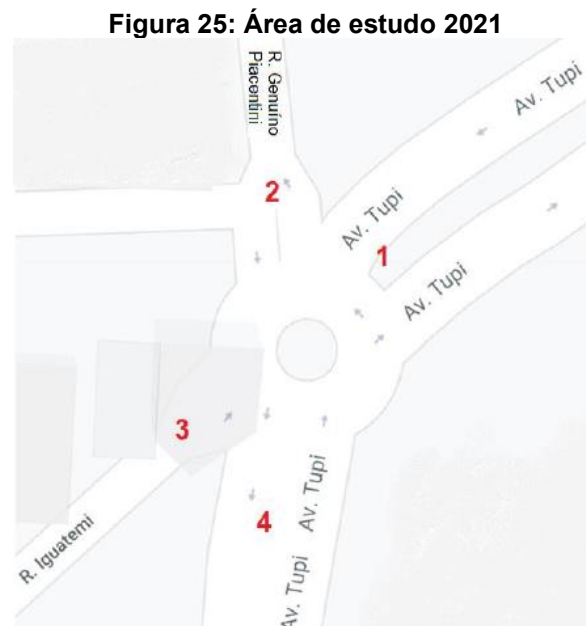 Figura 25: Área de estudo 2021
R. Genuíno
Piacentini
Av. Tupi
2
Av. Tupi
1
Av. Tupi
3
4
Av. Tupi
R. Iguatemi
Av. Tupi